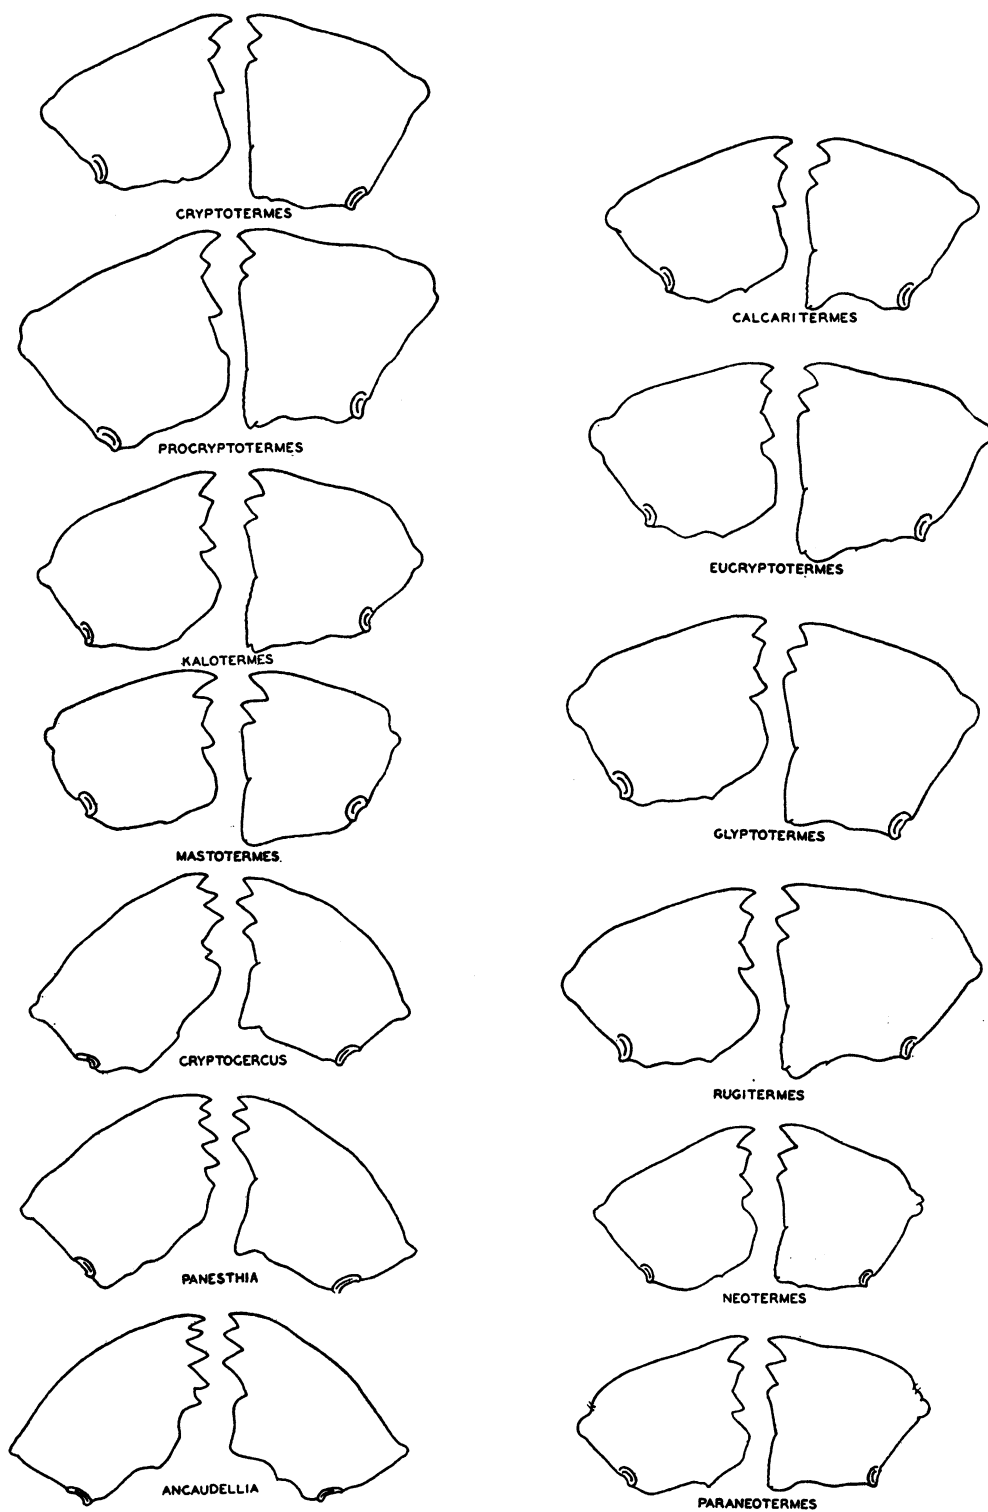 CRYPTOTERMES
PROCRYPTOTERMES
KALOTERMES
MASTOTERMES.
CRYPTOCERCUS
PANESTHIA
ANCAUDELLIA
CALCARITERMES
EUCRYPTOTERMES
GLYPTOTERMES
RUGITERMES
NEOTERMES
PARANEOTERMES